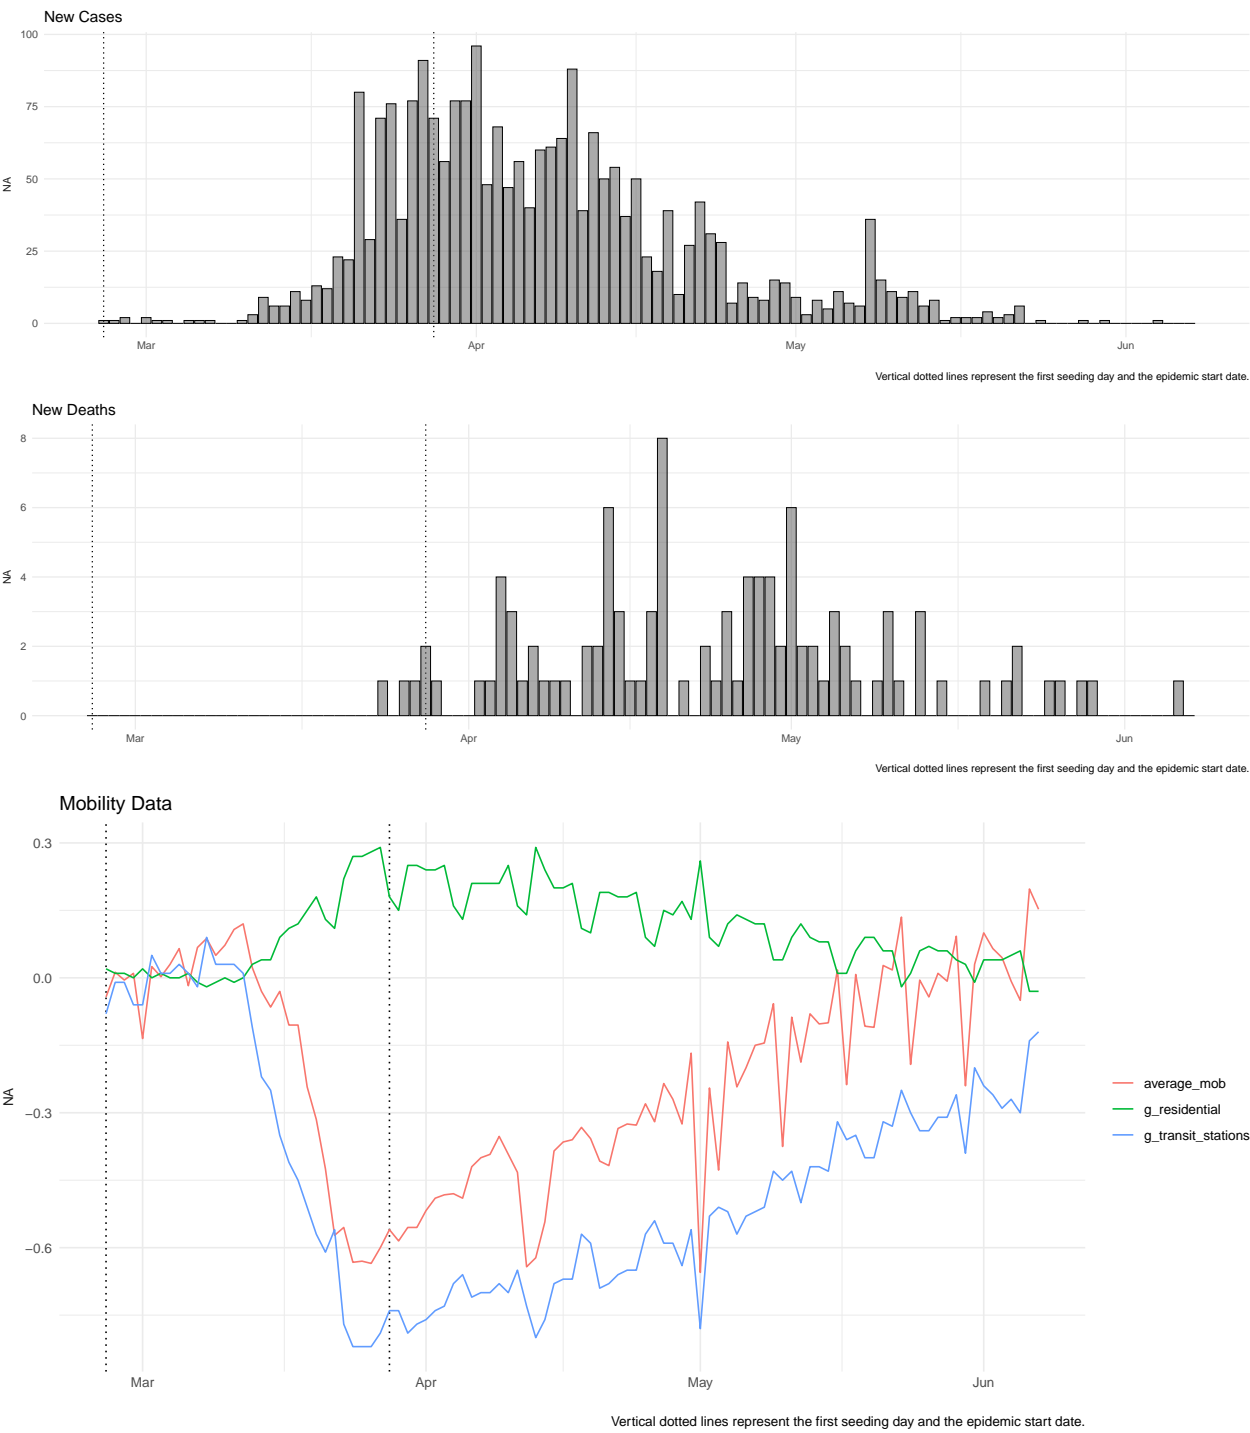 New Cases
100
75
50
25
0
NA
Mar Apr May Jun
Vertical dotted lines represent the first seeding day and the epidemic start date.
New Deaths
8
6
4
2
0
NA
Mar Apr May Jun
Vertical dotted lines represent the first seeding day and the epidemic start date.
Mobility Data
0.3
0.0
−0.3
−0.6
NA
average_mob
g_residential
g_transit_stations
Mar Apr May Jun
Vertical dotted lines represent the first seeding day and the epidemic start date.